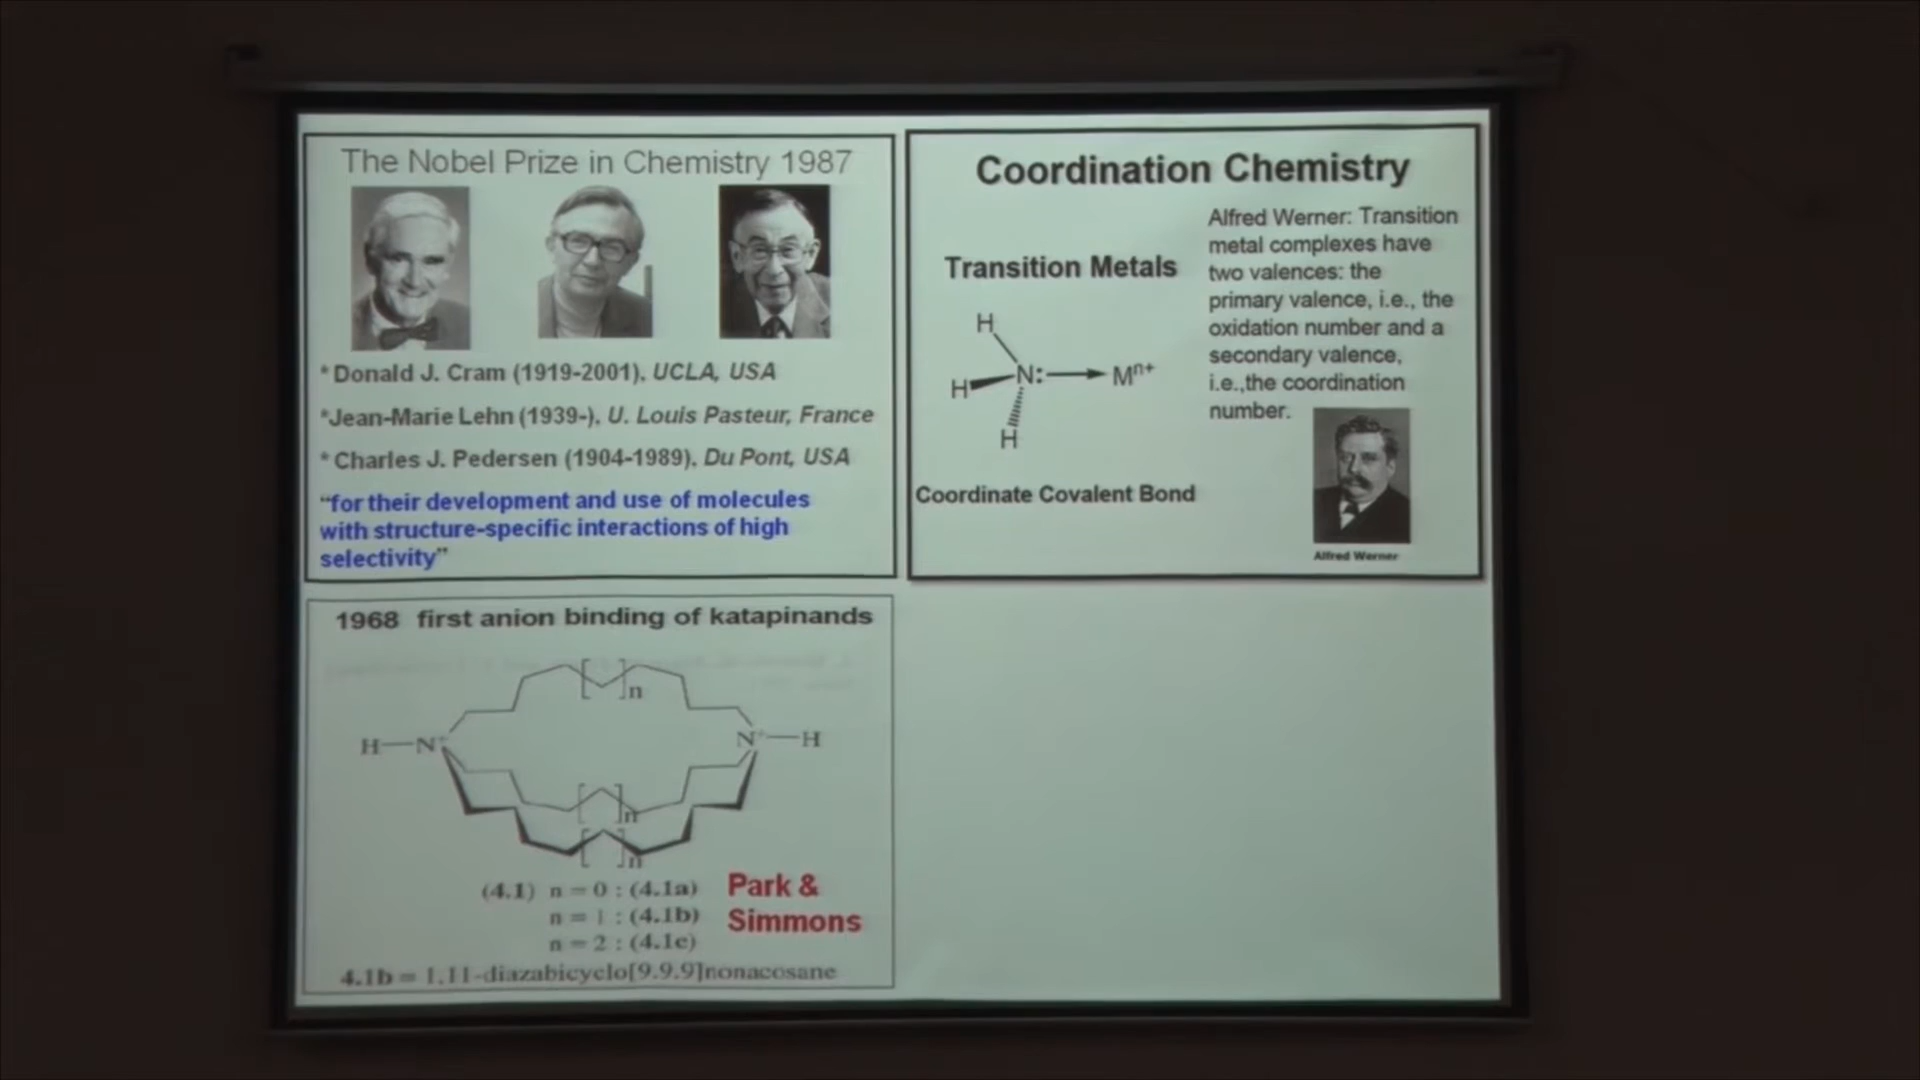 The Nobel Prize in Chemistry 1987
*Donald J. Cram (1919-2001), UCLA, USA
*Jean-Marie Lehn (1939-), U. Louis Pasteur, France
*Charles J. Pedersen (1904-1989), Du Pont, USA
“for their development and use of molecules
with structure-specific interactions of high
selectivity”
Coordination Chemistry
Transition Metals
Alfred Werner: Transition
metal complexes have
two valences: the
primary valence, i.e., the
oxidation number and a
secondary valence,
i.e.,the coordination
number.
H
H
N:
Mn+
H
Coordinate Covalent Bond
Alfred Werner
1968 first anion binding of katapinands
n
H—N+
N+—H
n
n
(4.1) n = 0 : (4.1a)
n = 1 : (4.1b)
n = 2 : (4.1c)
Park &
Simmons
4.1b = 1,11-diazabicyclo[9.9.9]nonacosane